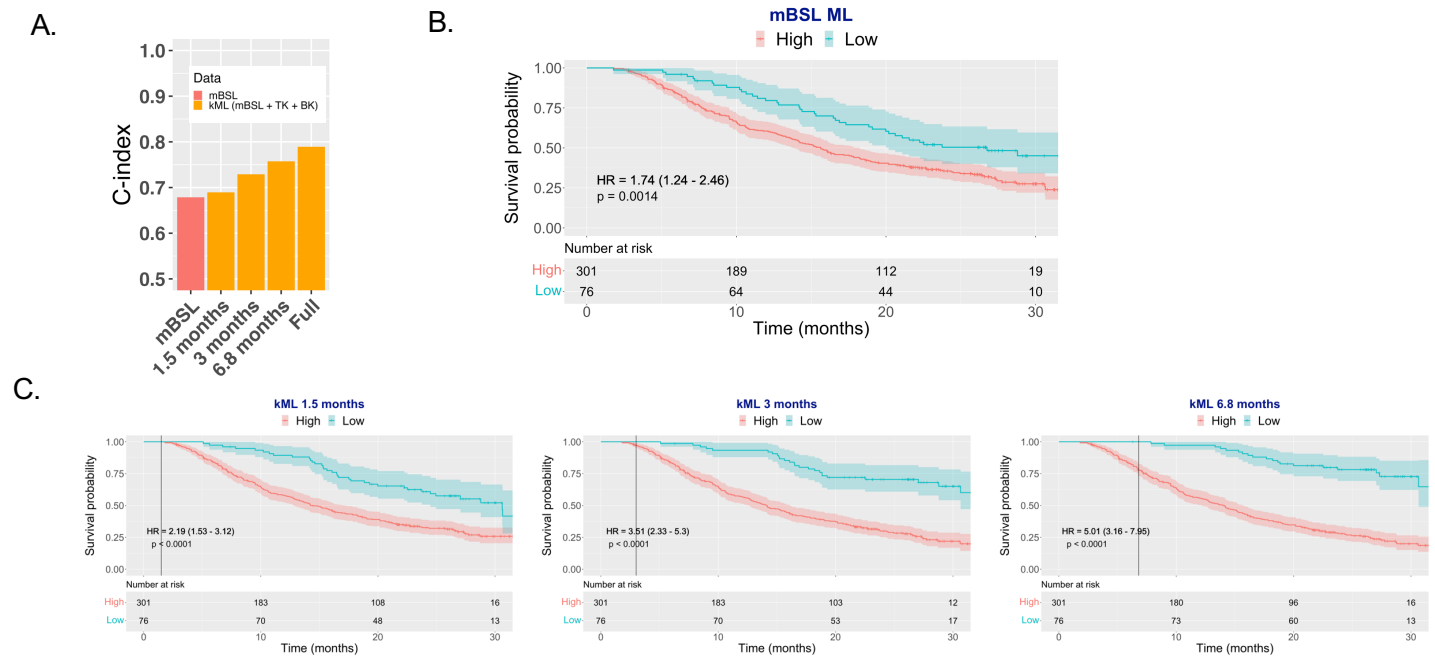 A.
1.0
0.9
0.8
0.7
0.6
0.5
C-index
Data
mBSL
kML (mBSL + TK + BK)
mBSL
1.5 months
3 months
6.8 months
Full
B.
mBSL ML
High Low
1.00
0.75
0.50
0.25
0.00
Survival probability
HR = 1.74 (1.24 - 2.46)
p = 0.0014
Number at risk
High 301 189 112 19
Low 76 64 44 10
0 10 20 30
Time (months)
C.
kML 1.5 months
High Low
1.00
0.75
0.50
0.25
0.00
Survival probability
HR = 2.19 (1.53 - 3.12)
p < 0.0001
Number at risk
High 301 183 108 16
Low 76 70 48 13
0 10 20 30
Time (months)
kML 3 months
High Low
1.00
0.75
0.50
0.25
0.00
Survival probability
HR = 3.51 (2.33 - 5.3)
p < 0.0001
Number at risk
High 301 183 103 12
Low 76 70 53 17
0 10 20 30
Time (months)
kML 6.8 months
High Low
1.00
0.75
0.50
0.25
0.00
Survival probability
HR = 5.01 (3.16 - 7.95)
p < 0.0001
Number at risk
High 301 180 96 16
Low 76 73 60 13
0 10 20 30
Time (months)